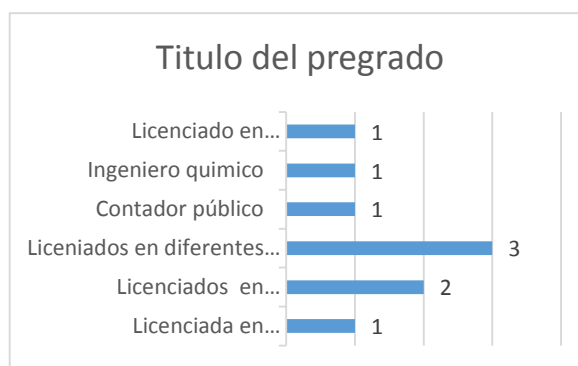 Titulo del pregrado
Licenciado en... 1
Ingeniero quimico 1
Contador público 1
Liceniados en diferentes... 3
Licenciados en... 2
Licenciada en... 1